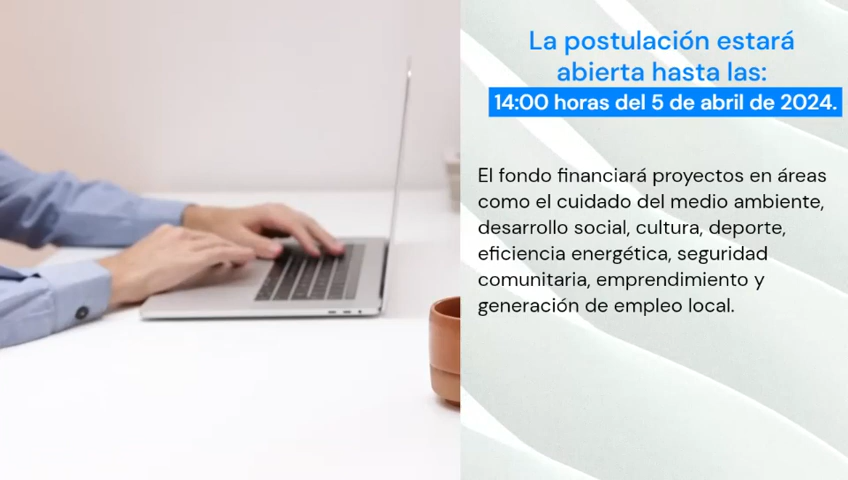 La postulación estará
abierta hasta las:
14:00 horas del 5 de abril de 2024.
El fondo financiará proyectos en áreas
como el cuidado del medio ambiente,
desarrollo social, cultura, deporte,
eficiencia energética, seguridad
comunitaria, emprendimiento y
generación de empleo local.